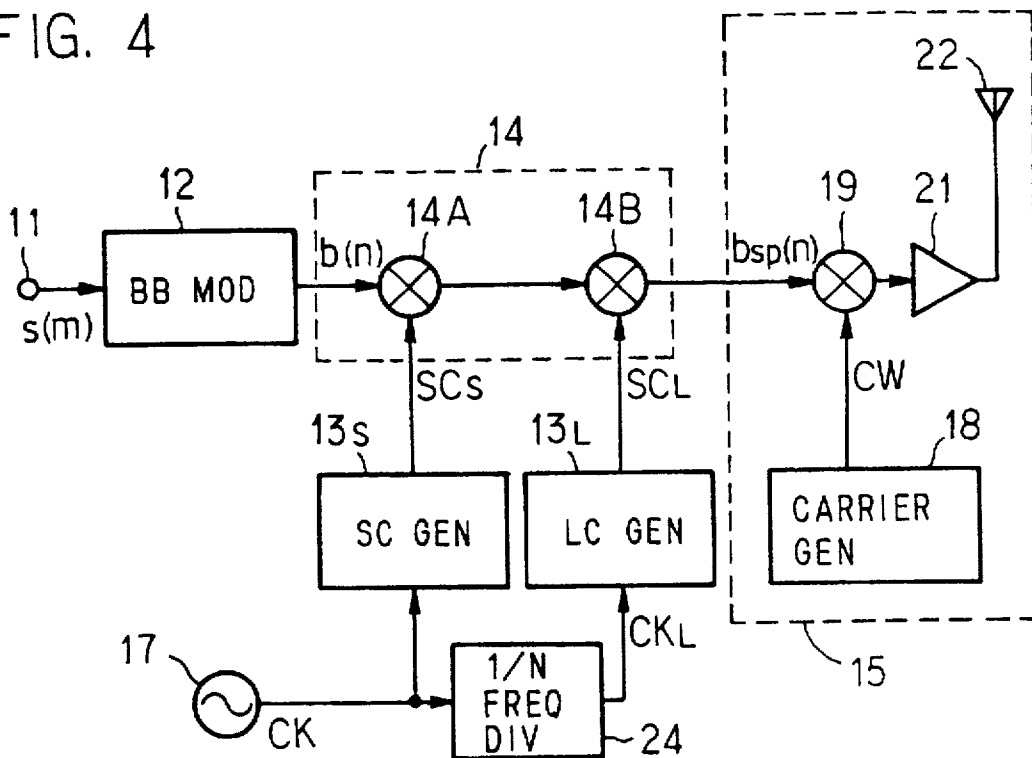 FIG. 4
22
14
12
19
21
14A
14B
11
b(n)
bsp(n)
BB MOD
s(m)
SCS
SCL
CW
13S
13L
18
SC GEN
LC GEN
CARRIER
GEN
CKL
17
1/N
FREQ
DIV
15
CK
24